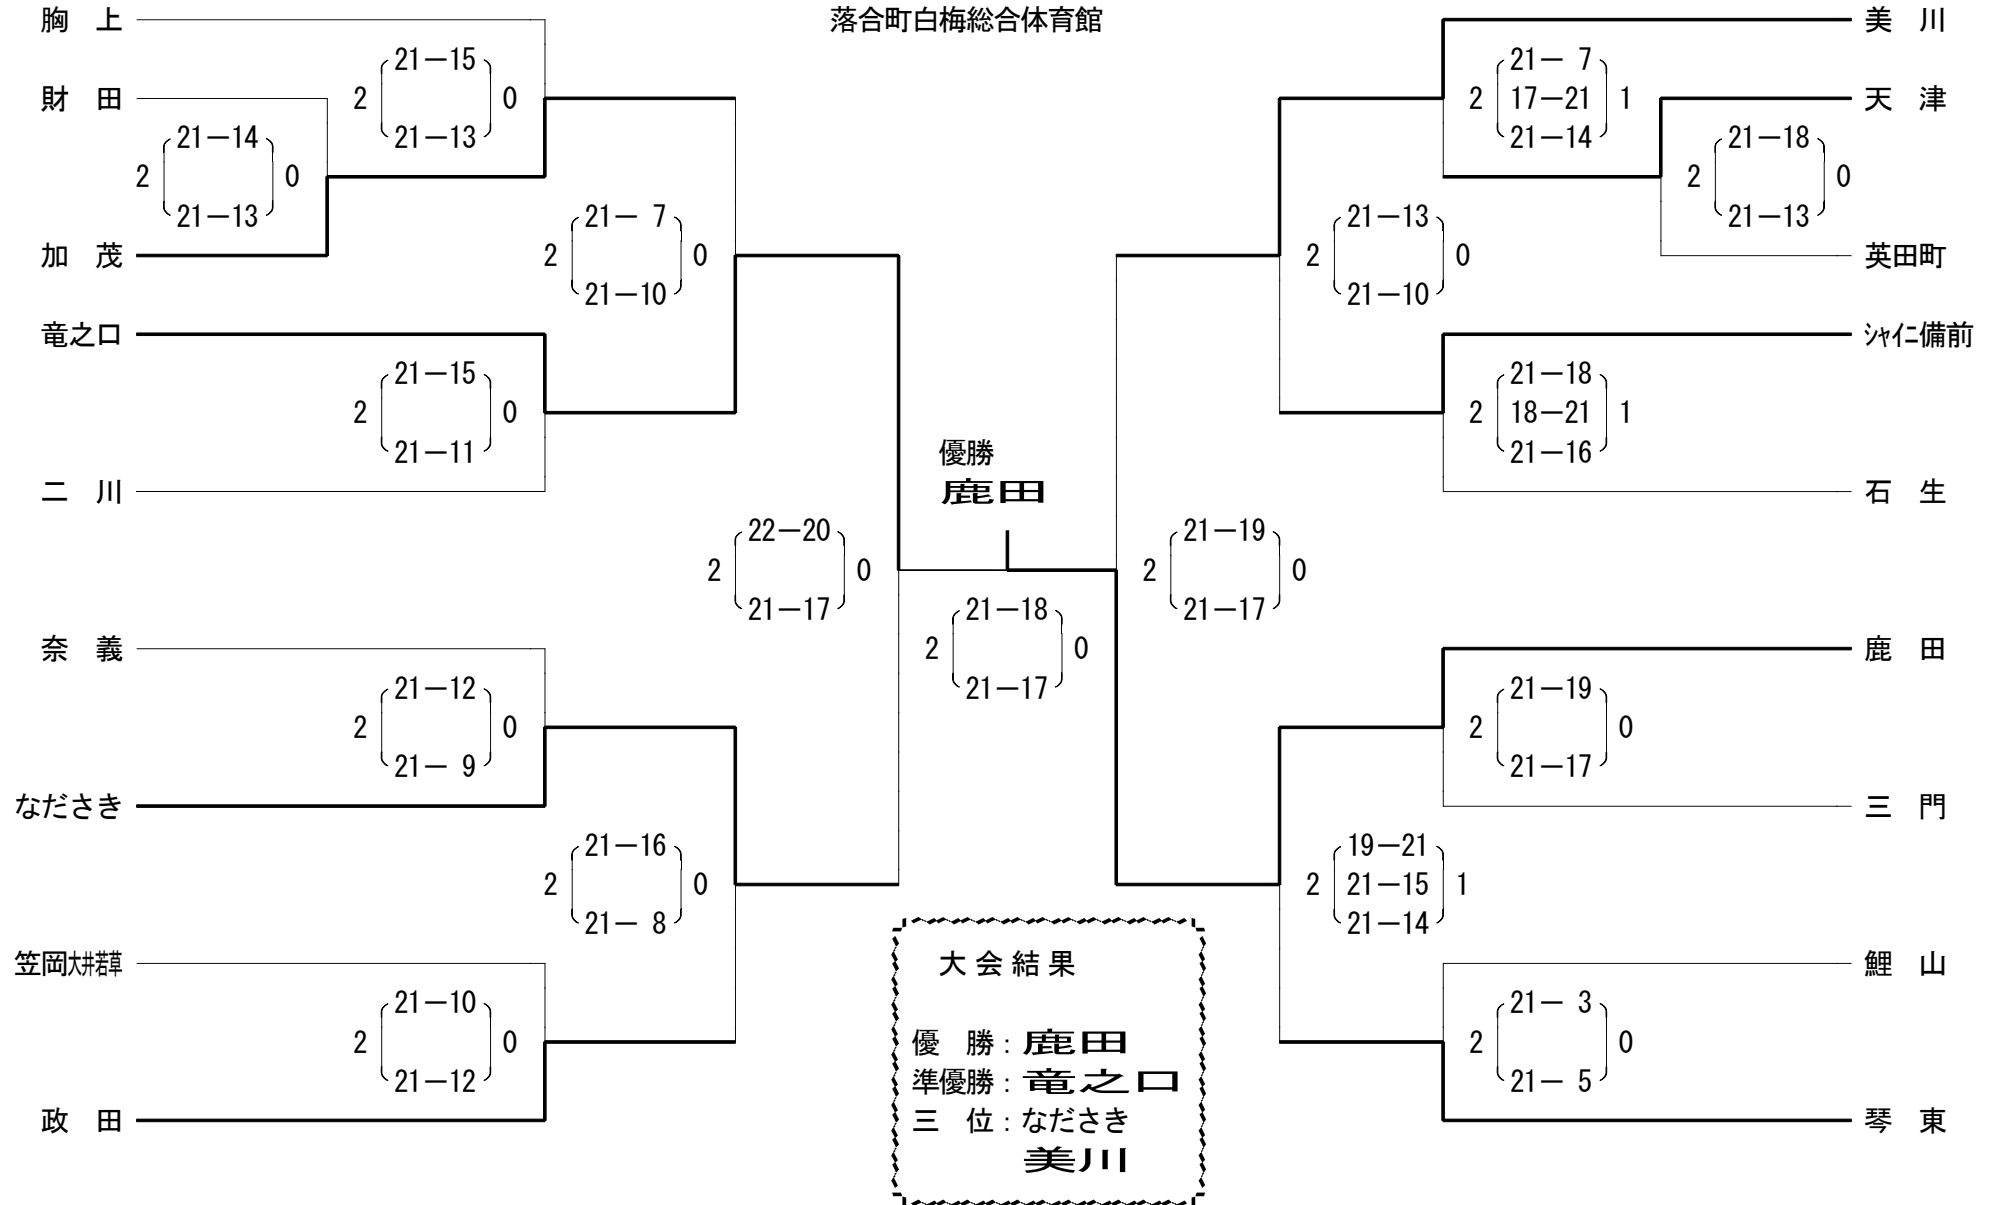 落合町白梅総合体育館
胸　上
21－15
財　田
2
0
21－14
21－13
2
0
21－13
加　茂
21－ 7
2
0
21－10
竜之口
21－15
2
0
21－11
二　川
22－20
2
0
21－17
奈　義
21－12
2
0
21－ 9
なださき
21－16
2
0
21－ 8
笠岡大井若草
21－10
2
0
21－12
政　田
優勝
鹿田
21－18
2
0
21－17
美　川
21－ 7
2
17－21
1
天　津
21－14
21－18
2
0
21－13
21－13
2
0
英田町
21－10
シャイニ備前
21－18
2
18－21
1
21－16
石　生
21－19
2
0
21－17
鹿　田
21－19
2
0
21－17
三　門
19－21
2
21－15
1
21－14
鯉　山
21－ 3
2
0
21－ 5
琴　東
大 会 結 果
優　勝：鹿田
準優勝：竜之口
三　位：なださき
美川